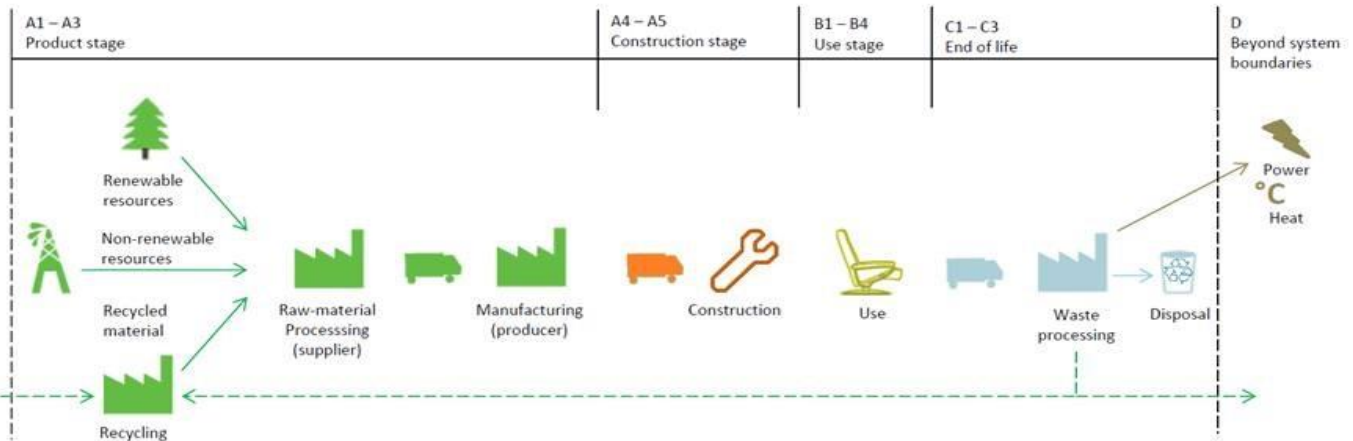 A1 – A3
Product stage
A4 – A5
Construction stage
B1 – B4
Use stage
C1 – C3
End of life
D
Beyond system
boundaries
Renewable
resources
Non-renewable
resources
Recycled
material
Recycling
Raw-material
Processsing
(supplier)
Manufacturing
(producer)
Construction
Use
Waste
processing
Disposal
Power
°C
Heat